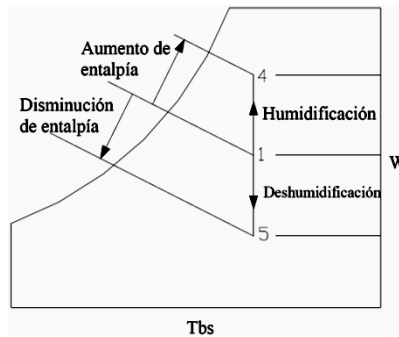 Aumento de
entalpía
4
Disminución
de entalpía
Humidificación
1
W
Deshumidificación
5
Tbs